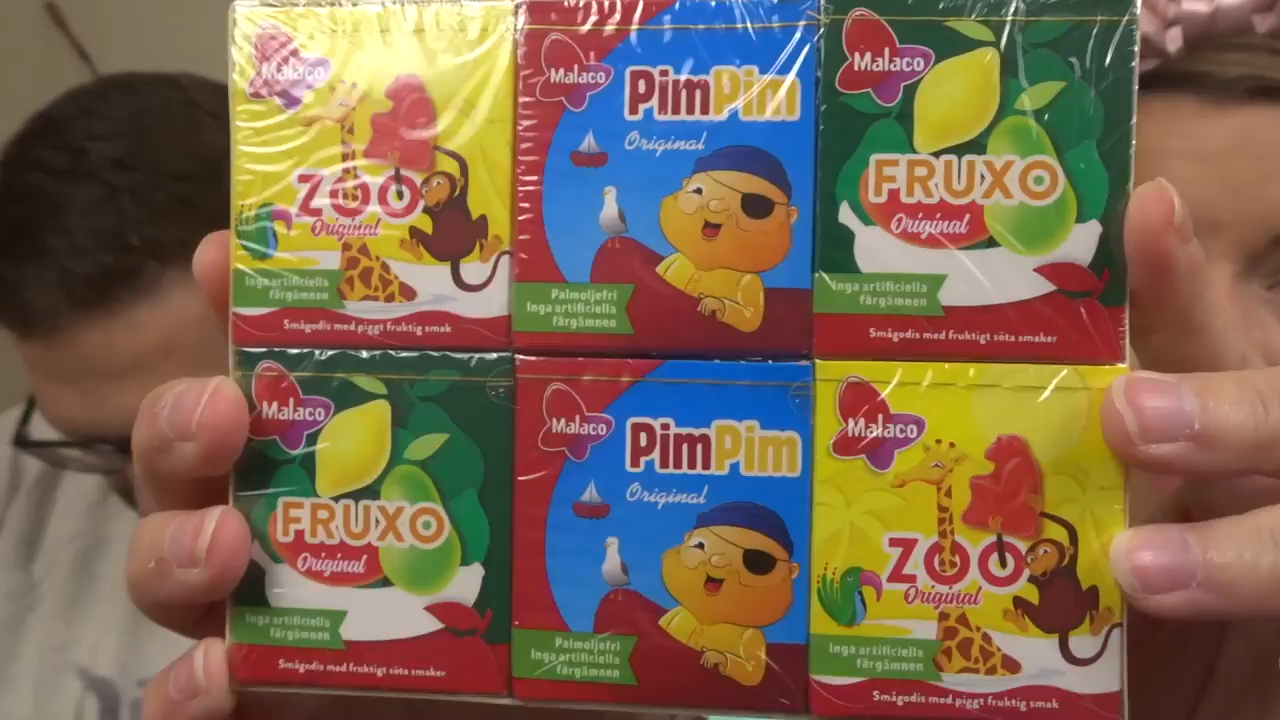 Malaco
ZOO
Original
Inga artificiella
färgämnen
Smågodis med piggt fruktig smak
Malaco
PimPim
Original
Palmoljefri
Inga artificiella
färgämnen
Malaco
FRUXO
Original
Inga artificiella
färgämnen
Smågodis med fruktigt söta smaker
Malaco
FRUXO
Original
Inga artificiella
färgämnen
Smågodis med fruktigt söta smaker
Malaco
PimPim
Original
Palmoljefri
Inga artificiella
färgämnen
Malaco
ZOO
Original
Inga artificiella
färgämnen
Smågodis med piggt fruktig smak